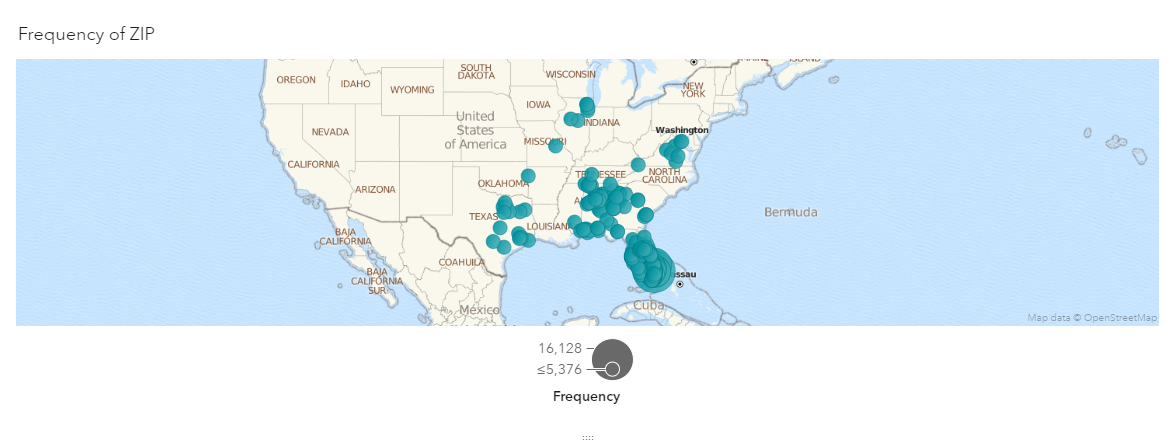 Frequency of ZIP
OREGON
IDAHO
WYOMING
SOUTH
DAKOTA
WISCONSIN
IOWA
NEW
YORK
United
States
of America
NEVADA
INDIANA
Washington
MISSOURI
CALIFORNIA
ARIZONA
OKLAHOMA
NORTH
CAROLINA
TEXAS
LOUISIANA
Bermuda
BAJA
CALIFORNIA
COAHUILA
BAJA
CALIFORNIA
SUR
ssau
México
Cuba
Map data © OpenStreetMap
16,128
≤5,376
Frequency